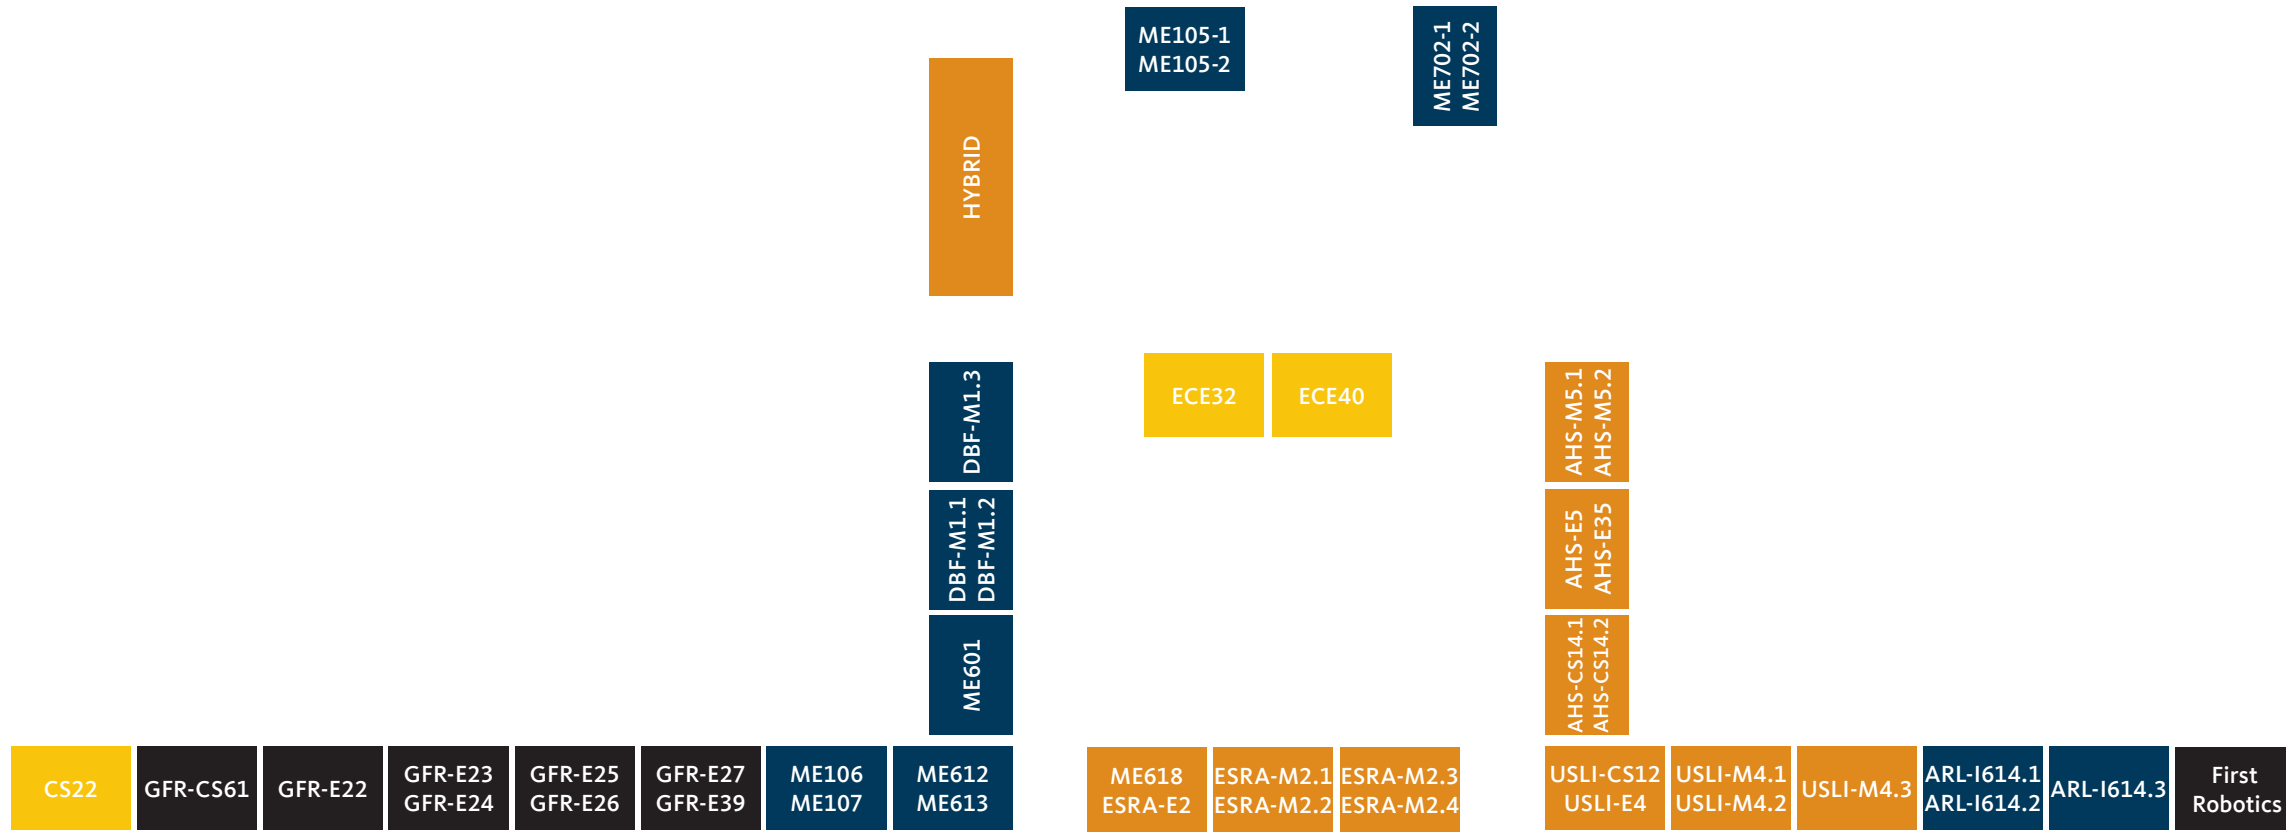 ME105-1
ME105-2
ME702-1
ME702-2
HYBRID
DBF-M1.3
ECE32
ECE40
AHS-M5.1
AHS-M5.2
DBF-M1.1
DBF-M1.2
AHS-E5
AHS-E35
ME601
AHS-CS14.1
AHS-CS14.2
CS22
GFR-CS61
GFR-E22
GFR-E23
GFR-E24
GFR-E25
GFR-E26
GFR-E27
GFR-E39
ME106
ME107
ME612
ME613
ME618
ESRA-E2
ESRA-M2.1
ESRA-M2.2
ESRA-M2.3
ESRA-M2.4
USLI-CS12
USLI-E4
USLI-M4.1
USLI-M4.2
USLI-M4.3
ARL-I614.1
ARL-I614.2
ARL-I614.3
First
Robotics